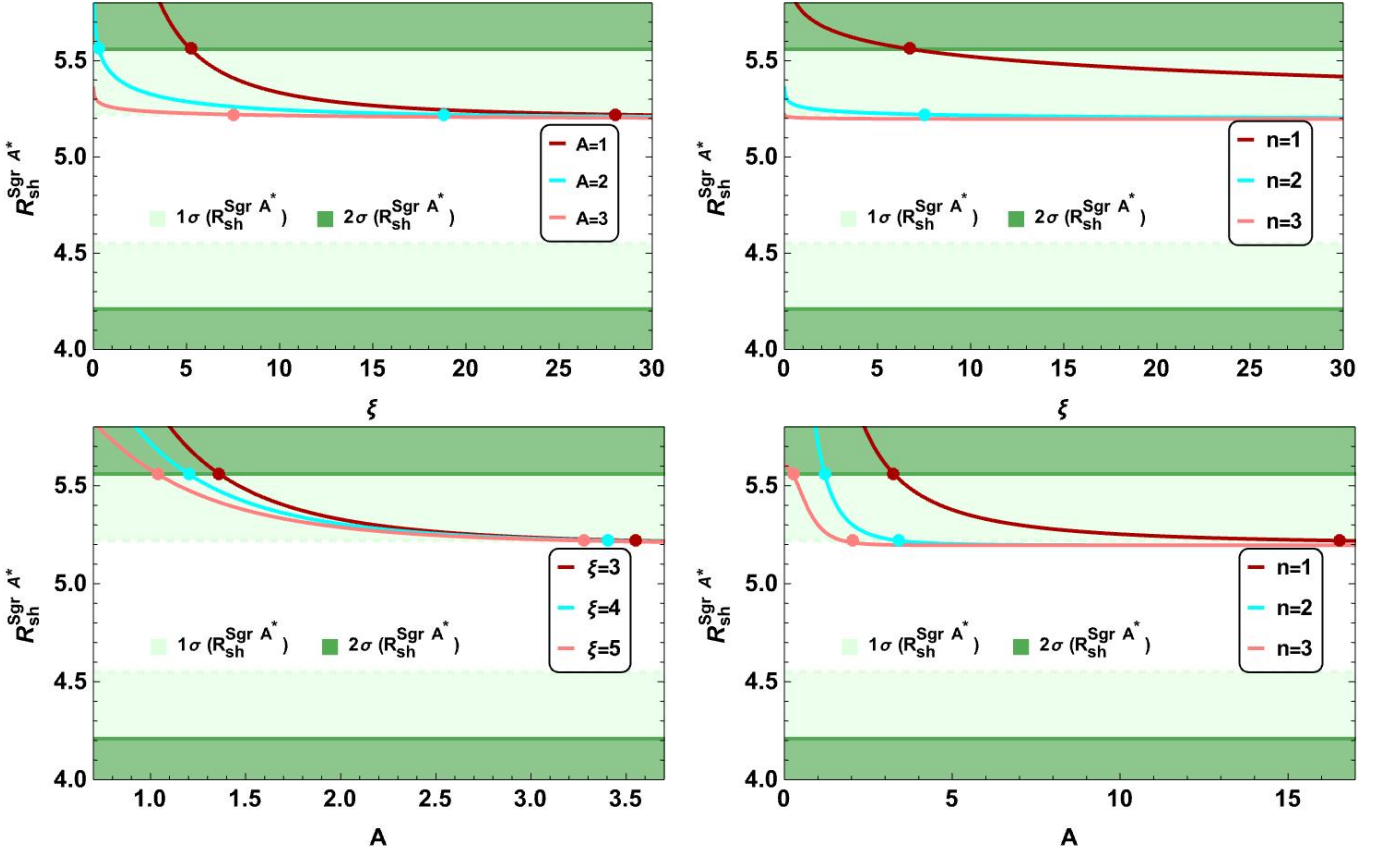 5.5
5.0
4.5
4.0
R_sh^Sgr A*
A=1
A=2
A=3
1σ (R_sh^Sgr A*) 2σ (R_sh^Sgr A*)
0 5 10 15 20 25 30
ξ
5.5
5.0
4.5
4.0
R_sh^Sgr A*
n=1
n=2
n=3
1σ (R_sh^Sgr A*) 2σ (R_sh^Sgr A*)
0 5 10 15 20 25 30
ξ
5.5
5.0
4.5
4.0
R_sh^Sgr A*
ξ=3
ξ=4
ξ=5
1σ (R_sh^Sgr A*) 2σ (R_sh^Sgr A*)
1.0 1.5 2.0 2.5 3.0 3.5
A
5.5
5.0
4.5
4.0
R_sh^Sgr A*
n=1
n=2
n=3
1σ (R_sh^Sgr A*) 2σ (R_sh^Sgr A*)
0 5 10 15
A